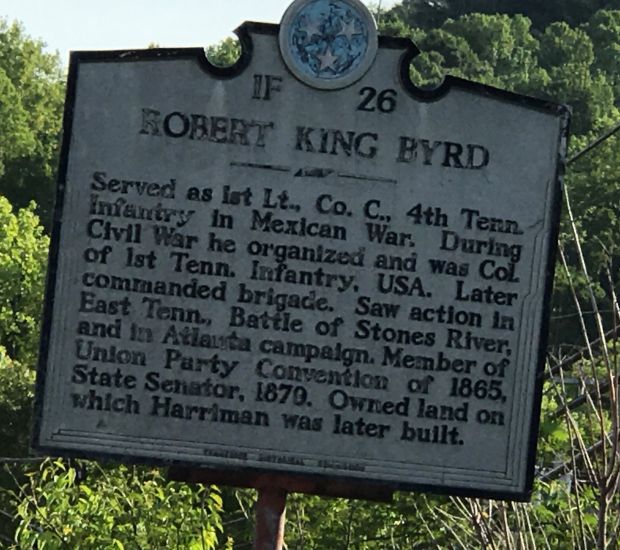 1F 26
ROBERT KING BYRD
Served as 1st Lt., Co. C., 4th Tenn.
Infantry in Mexican War. During
Civil War he organized and was Col.
of 1st Tenn. Infantry, USA. Later
commanded brigade. Saw action in
East Tenn., Battle of Stones River,
and in Atlanta campaign. Member of
Union Party Convention of 1865,
State Senator, 1879. Owned land on
which Harriman was later built.
TENNESSEE HISTORICAL COMMISSION